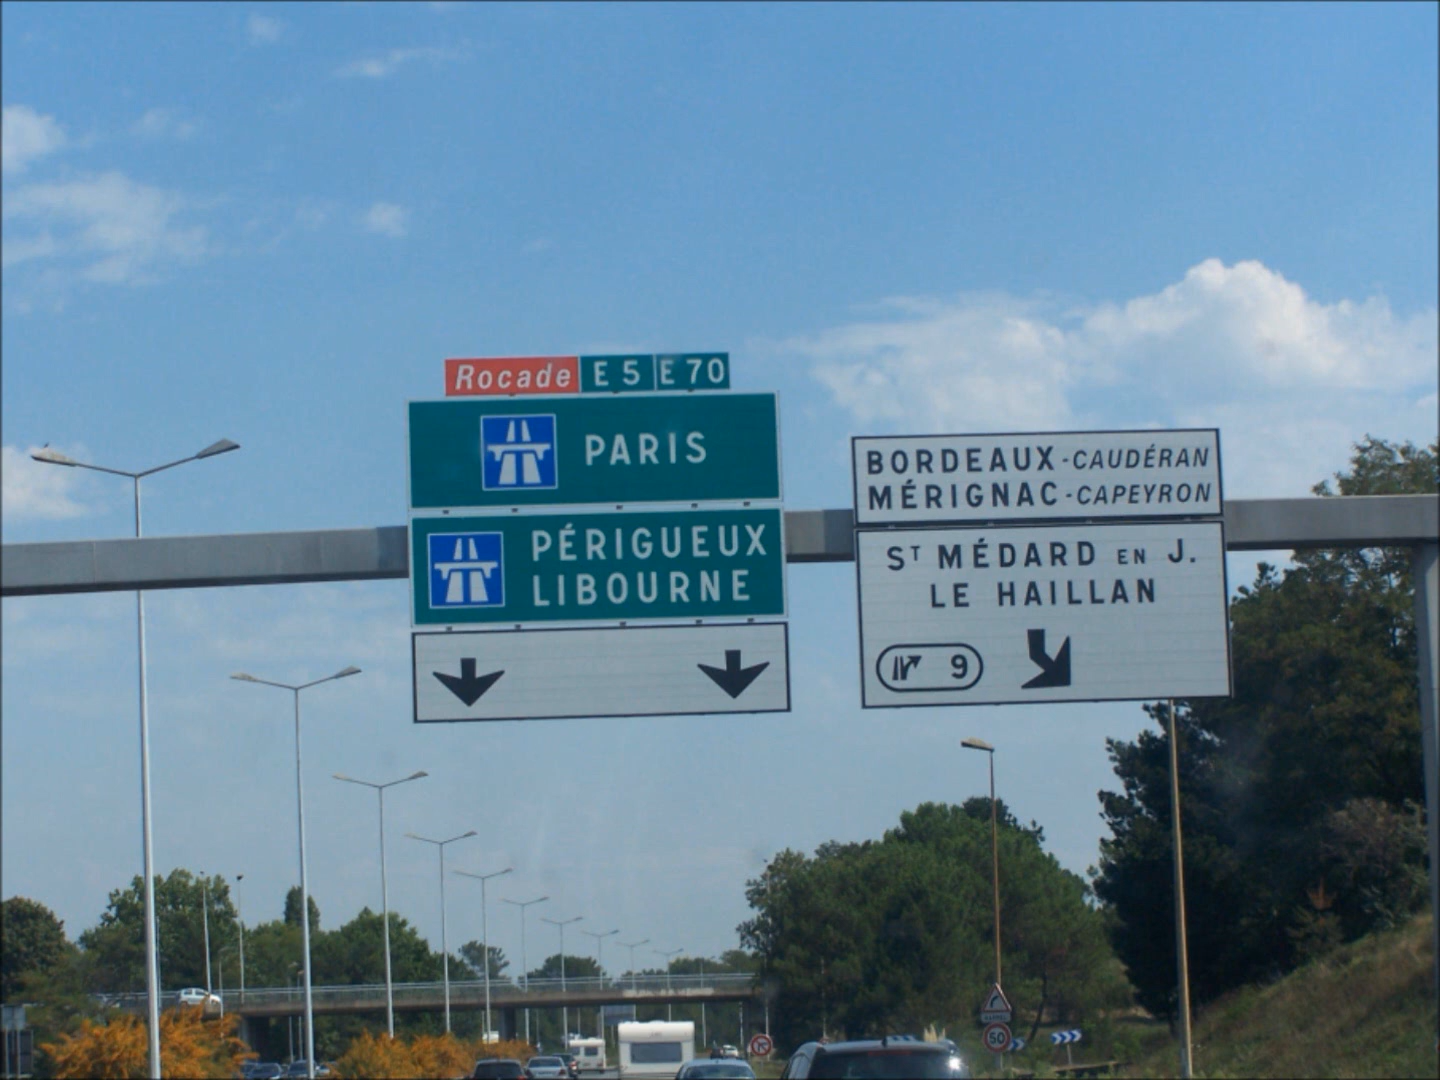 Rocade E 5 E 70
PARIS
PÉRIGUEUX
LIBOURNE
BORDEAUX-CAUDÉRAN
MÉRIGNAC-CAPEYRON
ST MÉDARD EN J.
LE HAILLAN
9
50